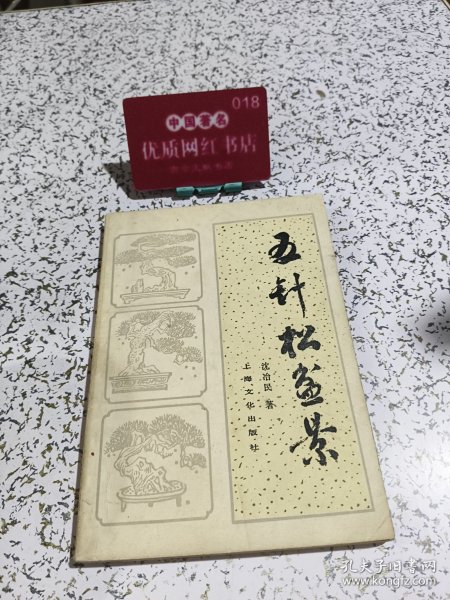 018
中国著名
优质网红书店
五针松盆景
沈治民 著
上海文化出版社
孔夫子旧书网
www.kongfz.com